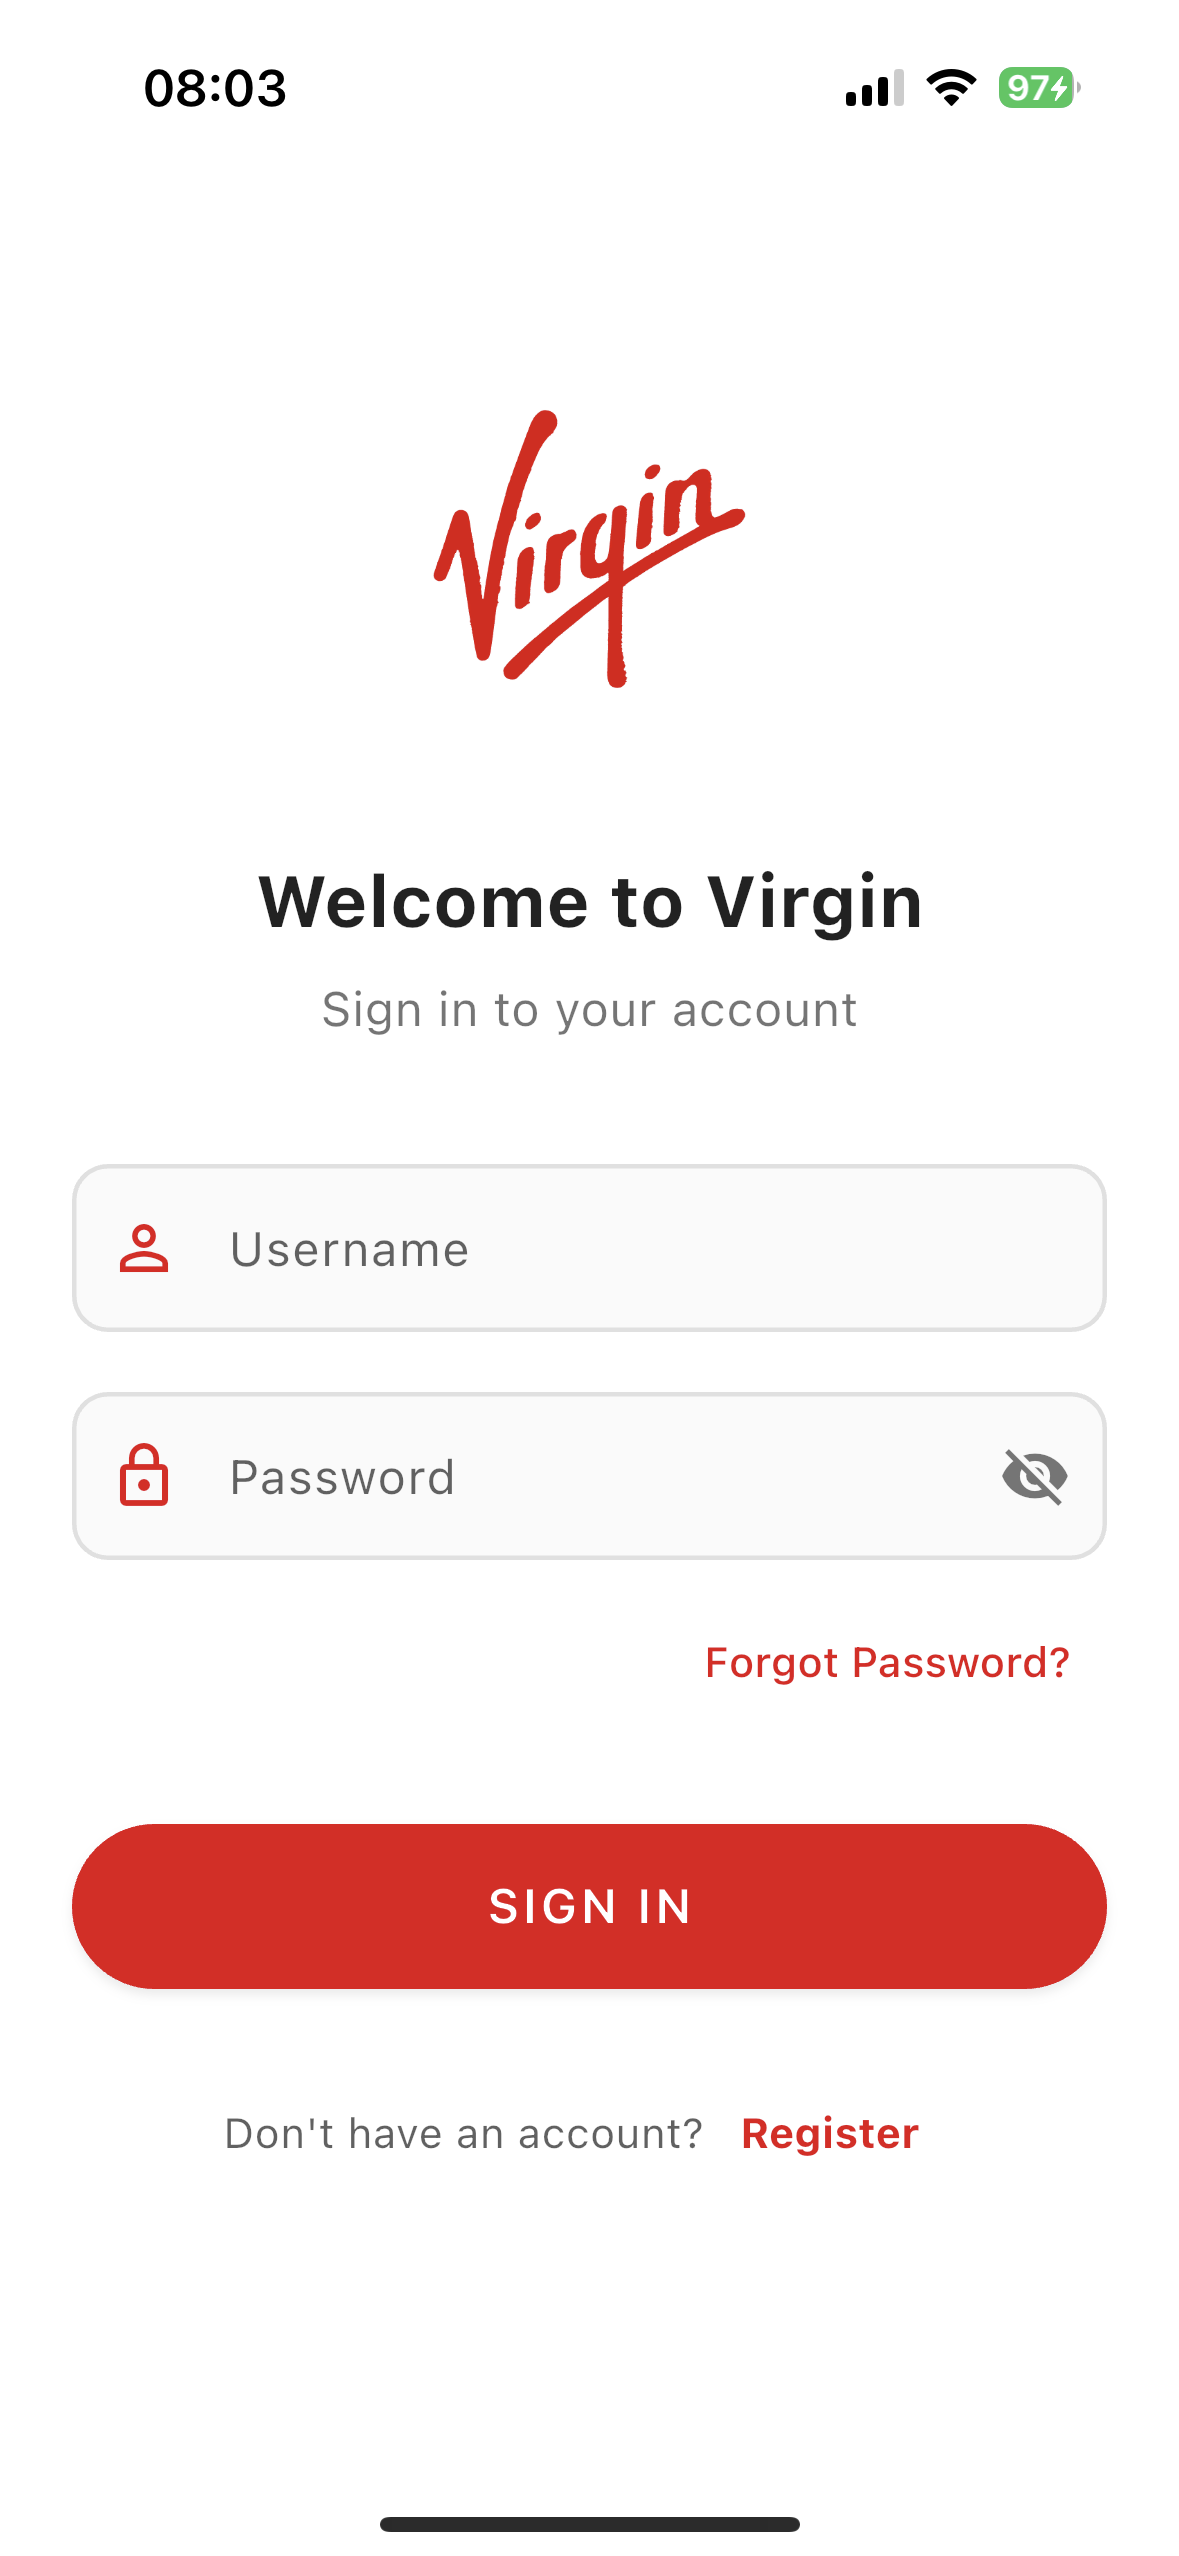 08:03
97
Virgin
Welcome to Virgin
Sign in to your account
Username
Password
Forgot Password?
SIGN IN
Don't have an account? Register